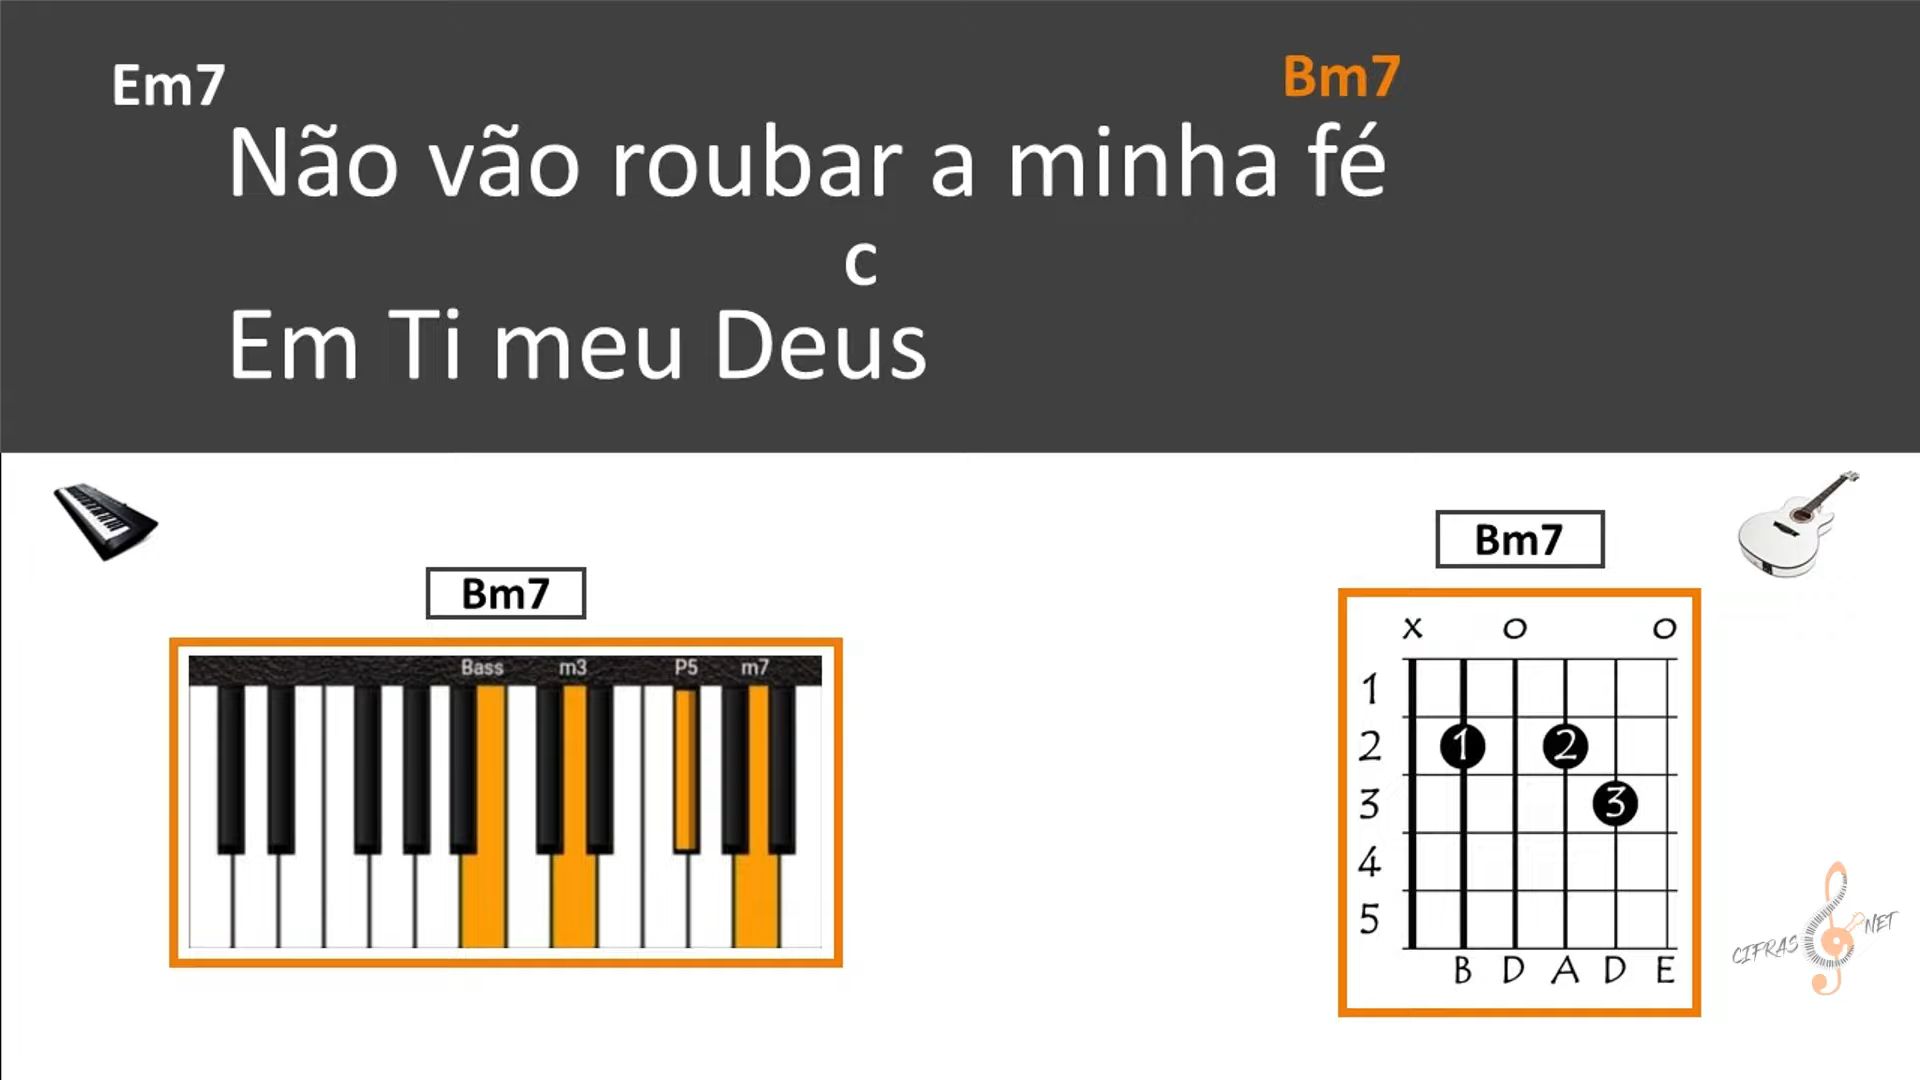 Em7 Bm7
Não vão roubar a minha fé
C
Em Ti meu Deus
Bm7
Bm7
Bass m3 P5 m7
x o o
1
2
1 2
3
3
4
5
B D A D E
CIFRAS NET